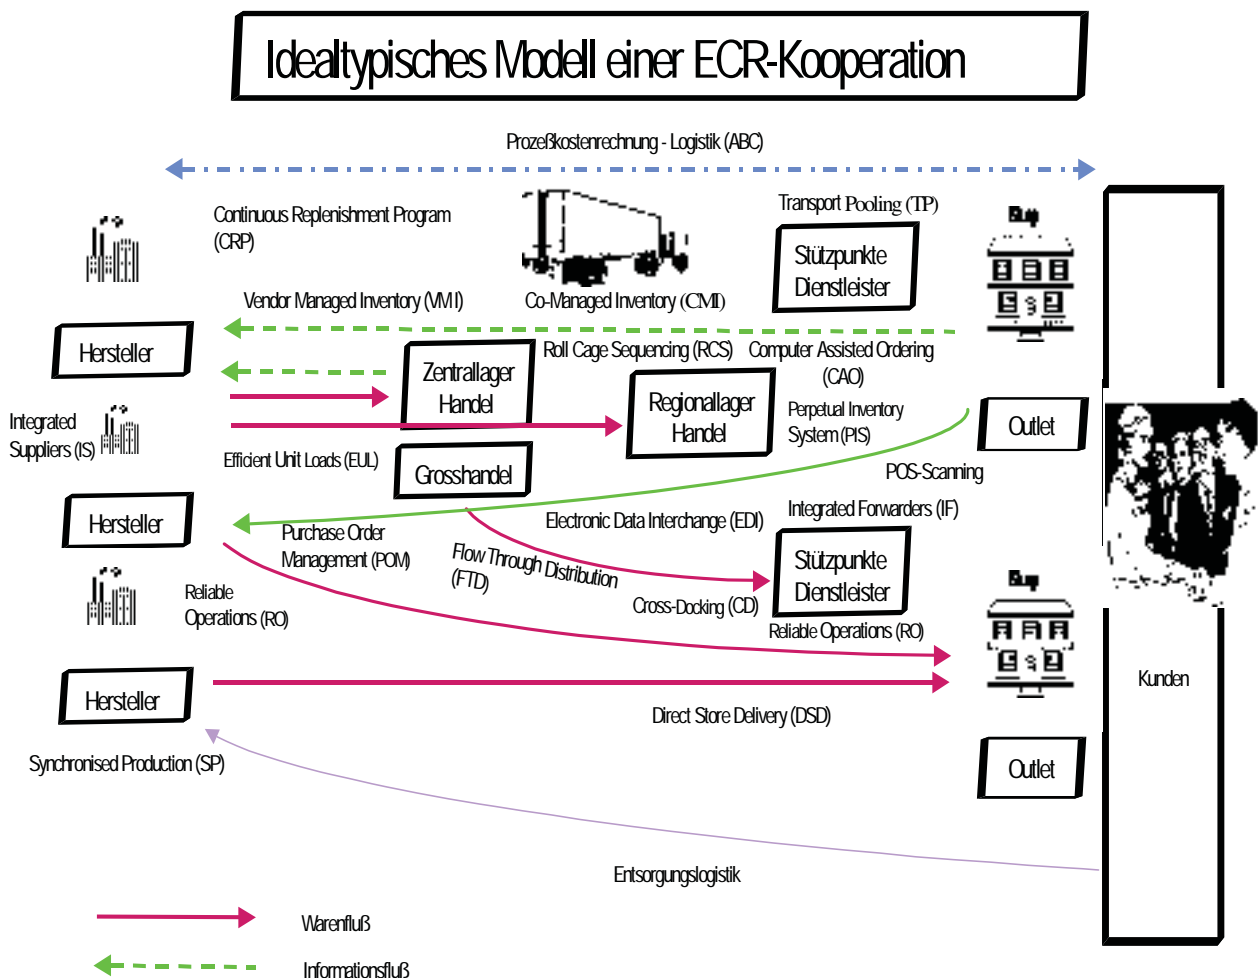 Idealtypisches Modell einer ECR-Kooperation
Prozeßkostenrechnung - Logistik (ABC)
Continuous Replenishment Program
(CRP)
Transport Pooling (TP)
Buy
Stützpunkte
Dienstleister
Vendor Managed Inventory (VMI)
Co-Managed Inventory (CMI)
Hersteller
Roll Cage Sequencing (RCS)
Computer Assisted Ordering
(CAO)
Zentrallager
Handel
Regionallager
Handel
Perpetual Inventory
System (PIS)
Outlet
Integrated
Suppliers (IS)
Efficient Unit Loads (EUL)
Grosshandel
POS-Scanning
Hersteller
Purchase Order
Management (POM)
Electronic Data Interchange (EDI)
Integrated Forwarders (IF)
Flow Through Distribution
(FTD)
Stützpunkte
Dienstleister
Cross-Docking (CD)
Buy
Reliable
Operations (RO)
Reliable Operations (RO)
Hersteller
Kunden
Direct Store Delivery (DSD)
Synchronised Production (SP)
Outlet
Entsorgungslogistik
Warenfluß
Informationsfluß